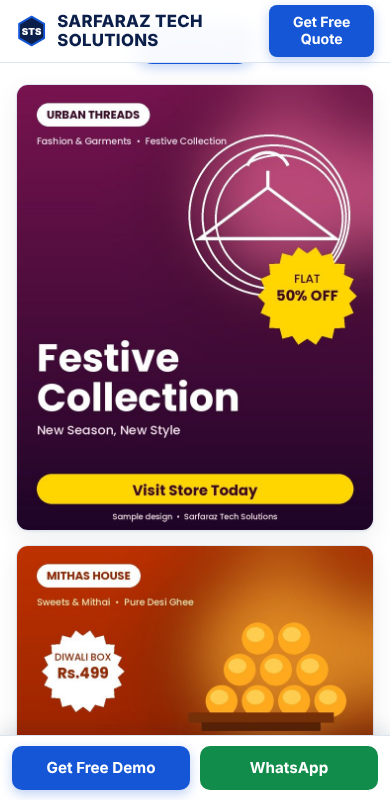 STS
SARFARAZ TECH
SOLUTIONS
Get Free
Quote
URBAN THREADS
Fashion & Garments • Festive Collection
FLAT
50% OFF
Festive
Collection
New Season, New Style
Visit Store Today
Sample design • Sarfaraz Tech Solutions
MITHAS HOUSE
Sweets & Mithai • Pure Desi Ghee
DIWALI BOX
Rs.499
Get Free Demo
WhatsApp